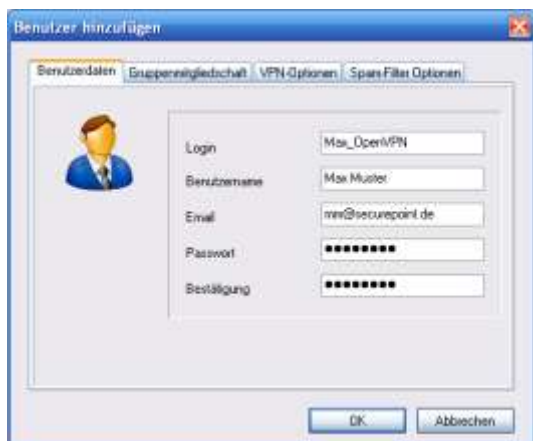 Benutzer hinzufügen
Benutzerdaten Gruppenmitgliedschaft VPN-Optionen Spam-Filter Optionen
Login Max_OpenVPN
Benutzername Max Muster
Email mm@securepoint.de
Passwort ●●●●●●●●
Bestätigung ●●●●●●●●
OK Abbrechen